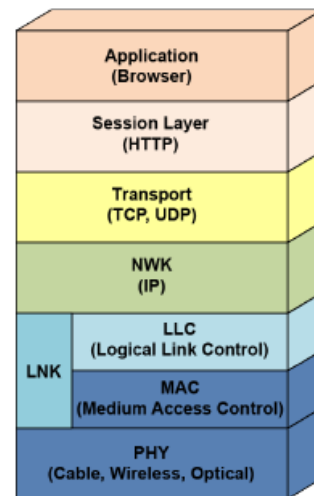 Application
(Browser)
Session Layer
(HTTP)
Transport
(TCP, UDP)
NWK
(IP)
LNK
LLC
(Logical Link Control)
MAC
(Medium Access Control)
PHY
(Cable, Wireless, Optical)